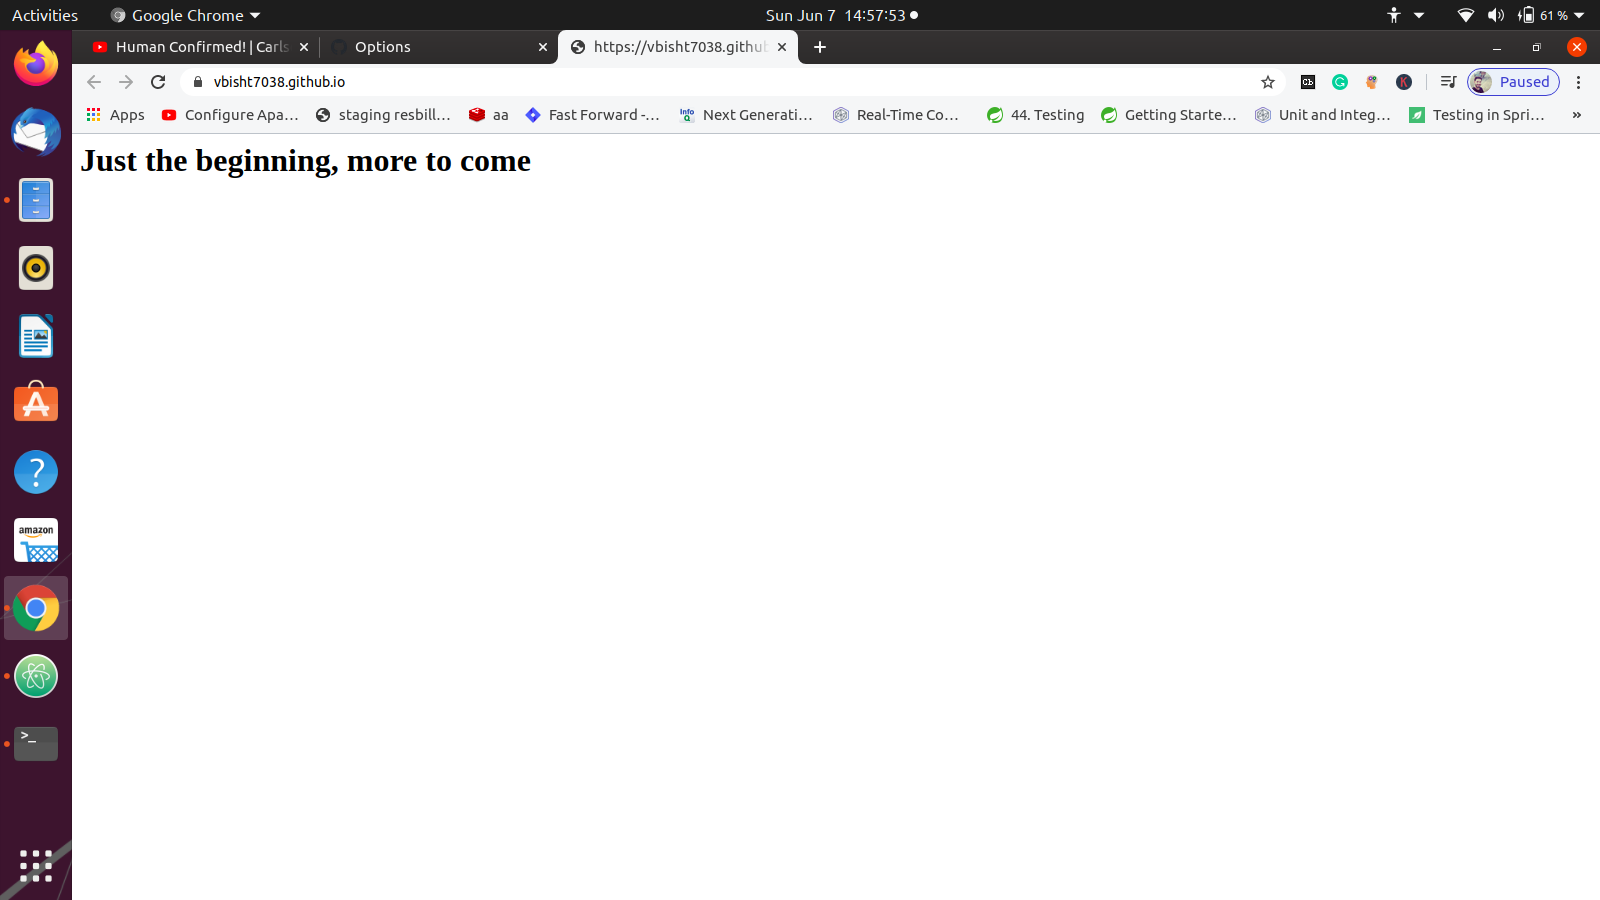 Activities
Google Chrome
Sun Jun 7 14:57:53
61 %
Human Confirmed! | Carls
Options
https://vbisht7038.githu
vbisht7038.github.io
Cb
G
K
Paused
Apps
Configure Apa...
staging resbill...
aa
Fast Forward -...
InfoQ
Next Generati...
Real-Time Co...
44. Testing
Getting Starte...
Unit and Integ...
Testing in Spri...
»
Just the beginning, more to come
?
amazon
>_